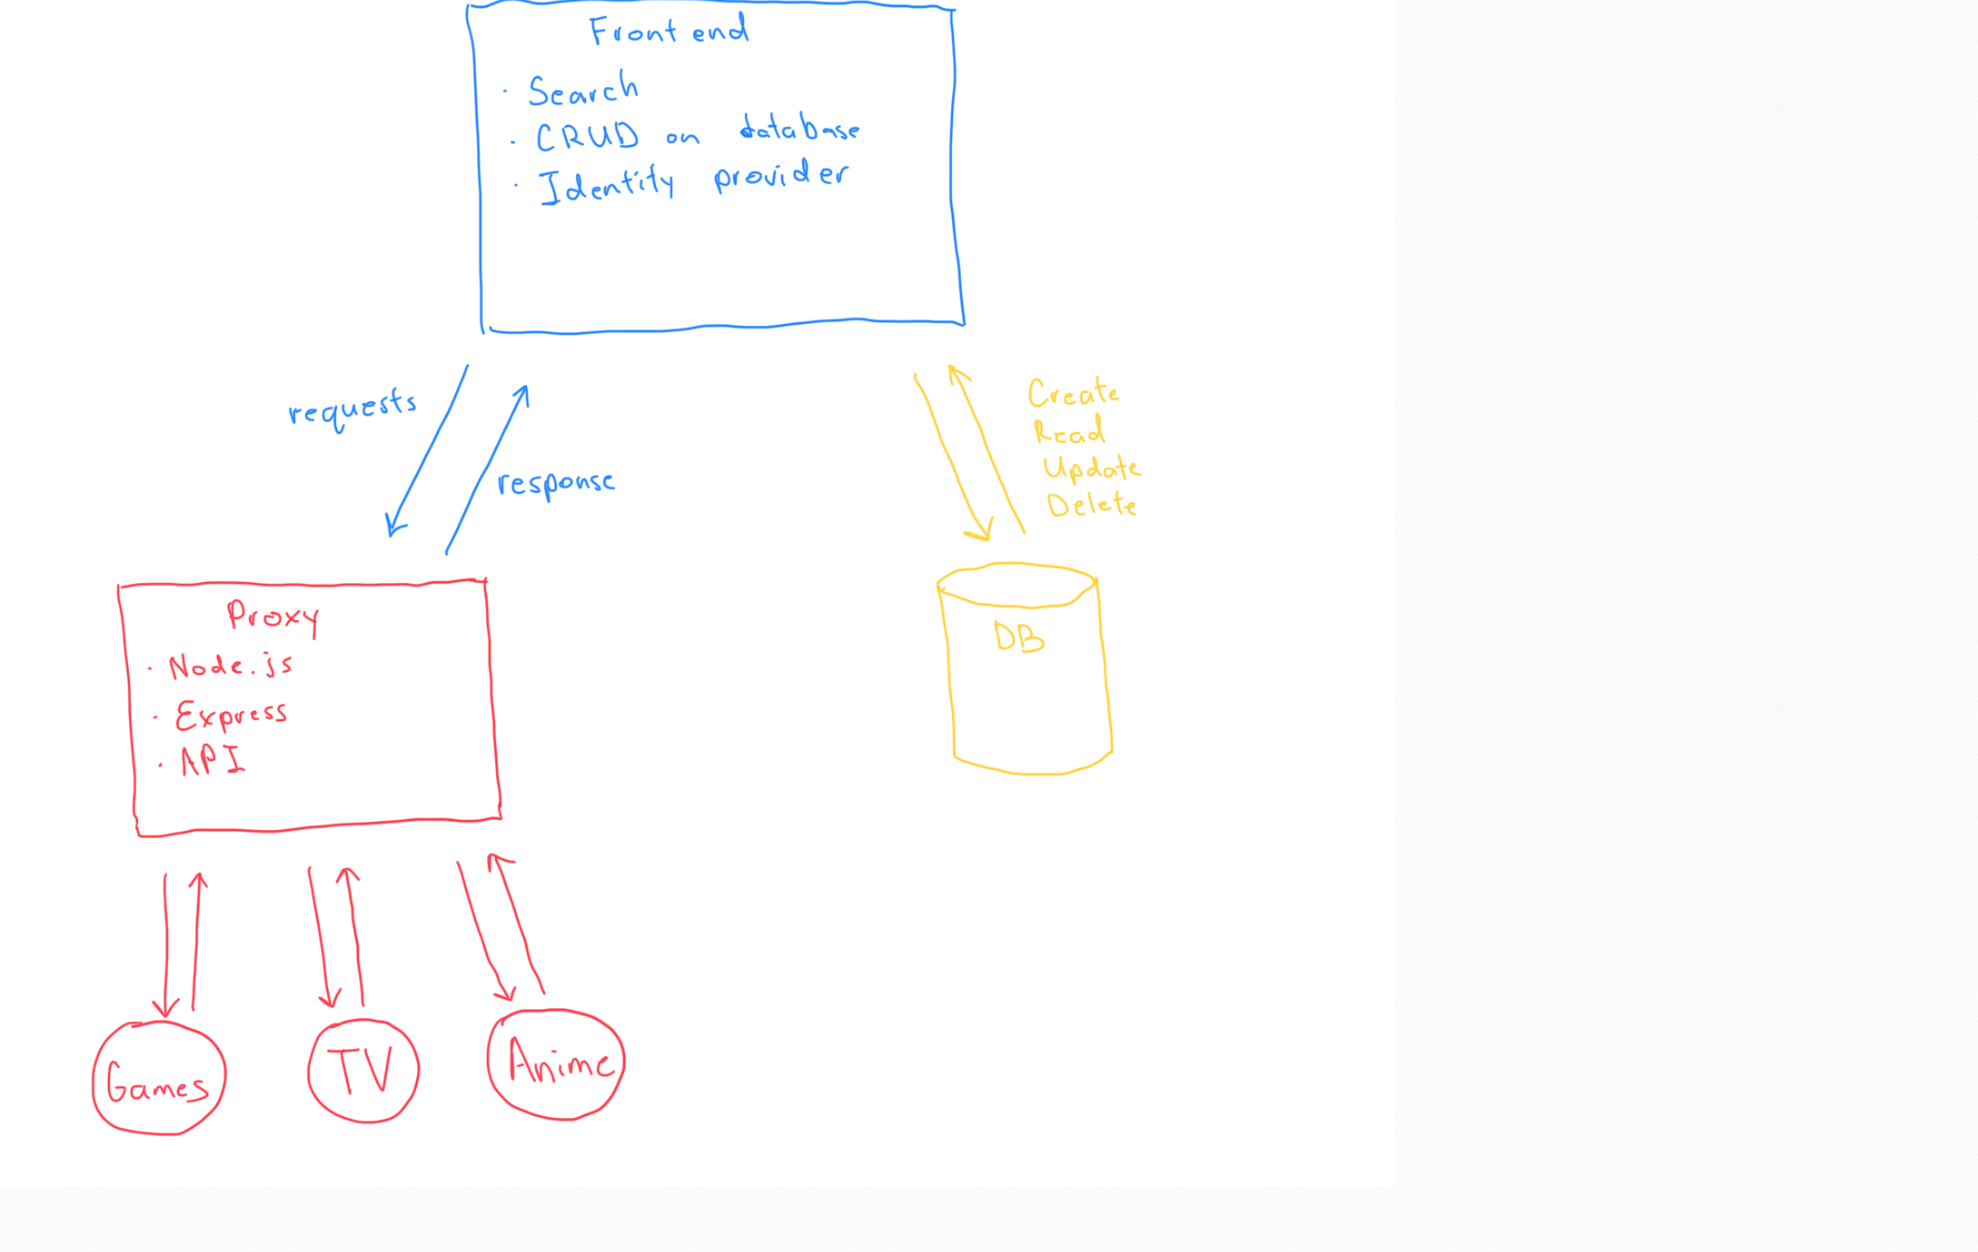 Front end
· Search
· CRUD on database
· Identity provider
requests
response
Create
Read
Update
Delete
Proxy
· Node.js
· Express
· API
DB
Games
TV
Anime